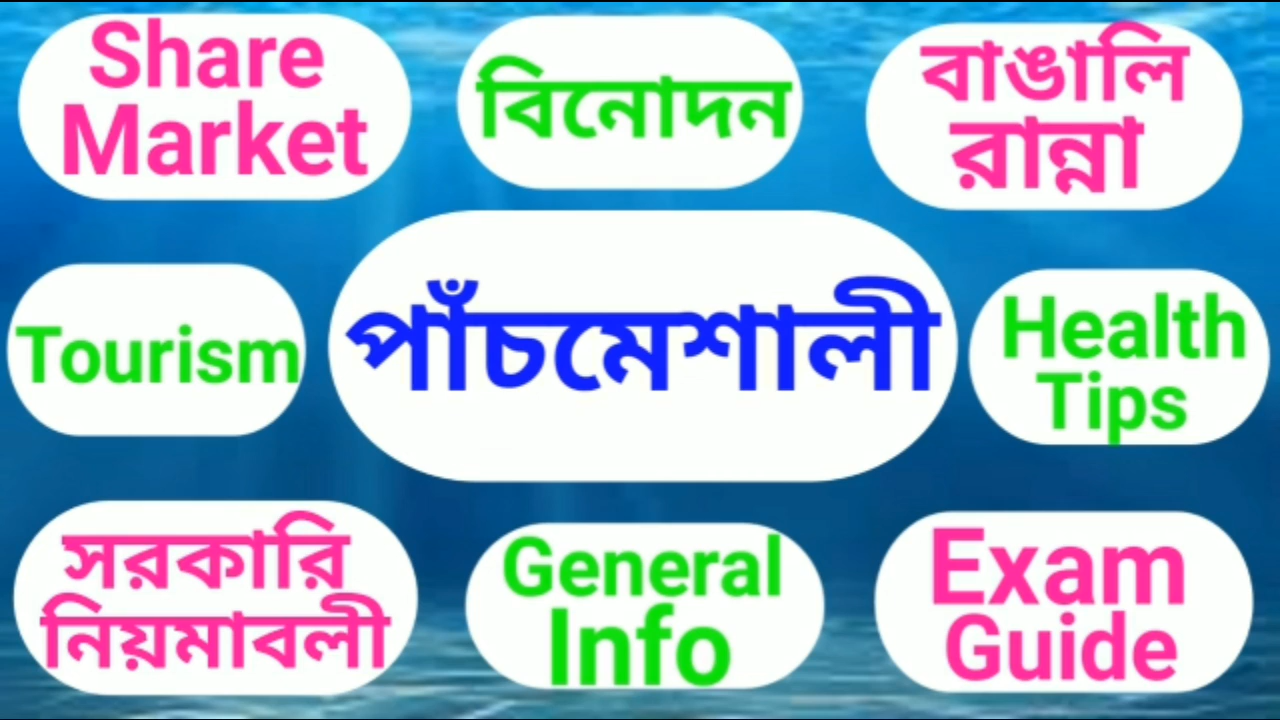 Share
Market
বিনোদন
বাঙালি
রান্না
Tourism
পাঁচমেশালী
Health
Tips
সরকারি
নিয়মাবলী
General
Info
Exam
Guide